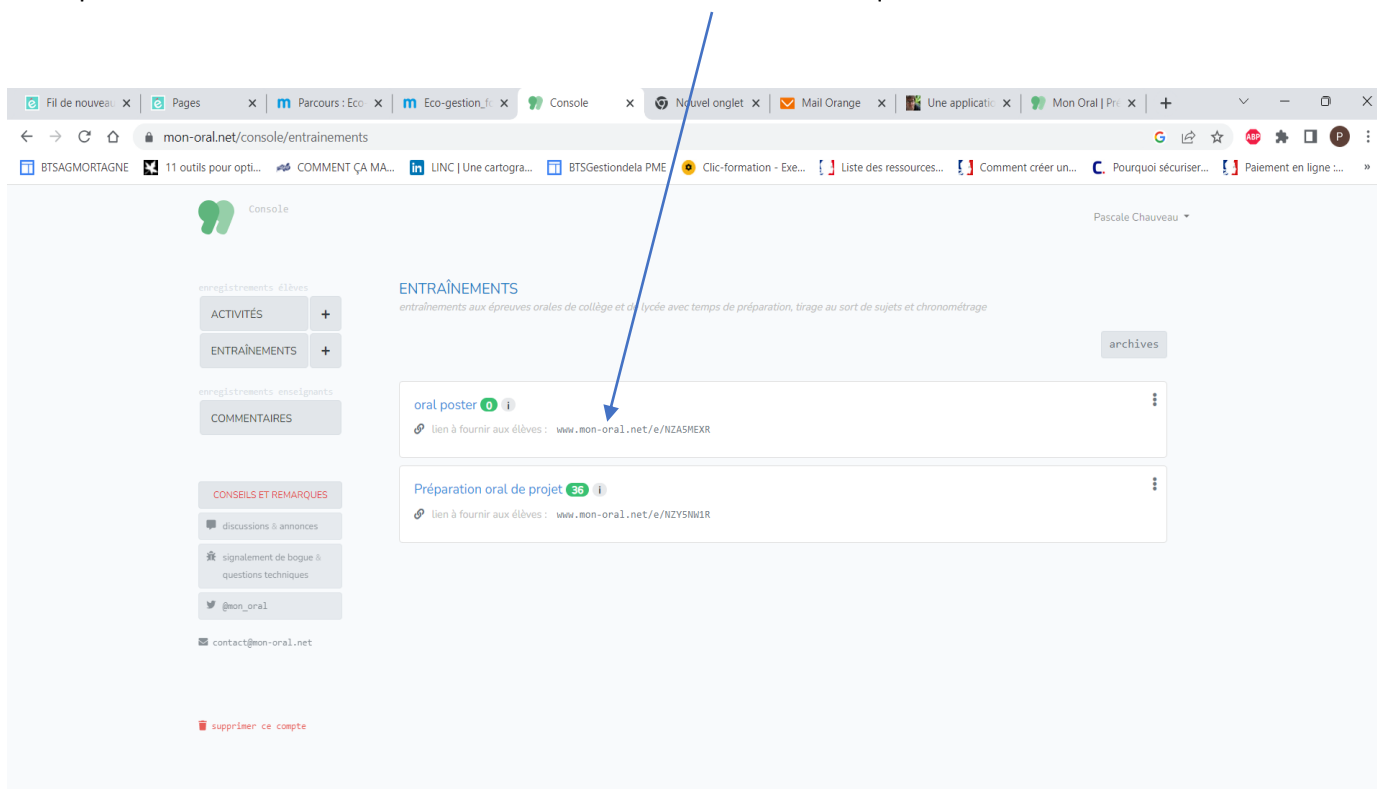 Fil de nouveau
Pages
Parcours : Eco-
Eco-gestion_fo
Console
Nouvel onglet
Mail Orange
Une applicatio
Mon Oral | Pré
mon-oral.net/console/entrainements
BTSAGMORTAGNE
11 outils pour opti...
COMMENT ÇA MA...
LINC | Une cartogra...
BTSGestiondela PME
Clic-formation - Exe...
Liste des ressources...
Comment créer un...
Pourquoi sécuriser...
Paiement en ligne :...
»
Console
Pascale Chauveau
enregistrements élèves
ACTIVITÉS +
ENTRAÎNEMENTS +
enregistrements enseignants
COMMENTAIRES
CONSEILS ET REMARQUES
discussions & annonces
signalement de bogue &
questions techniques
@mon_oral
contact@mon-oral.net
supprimer ce compte
ENTRAÎNEMENTS
entraînements aux épreuves orales de collège et de lycée avec temps de préparation, tirage au sort de sujets et chronométrage
archives
oral poster 0 i
lien à fournir aux élèves : www.mon-oral.net/e/NZA5MEXR
Préparation oral de projet 36 i
lien à fournir aux élèves : www.mon-oral.net/e/NZY5NW1R